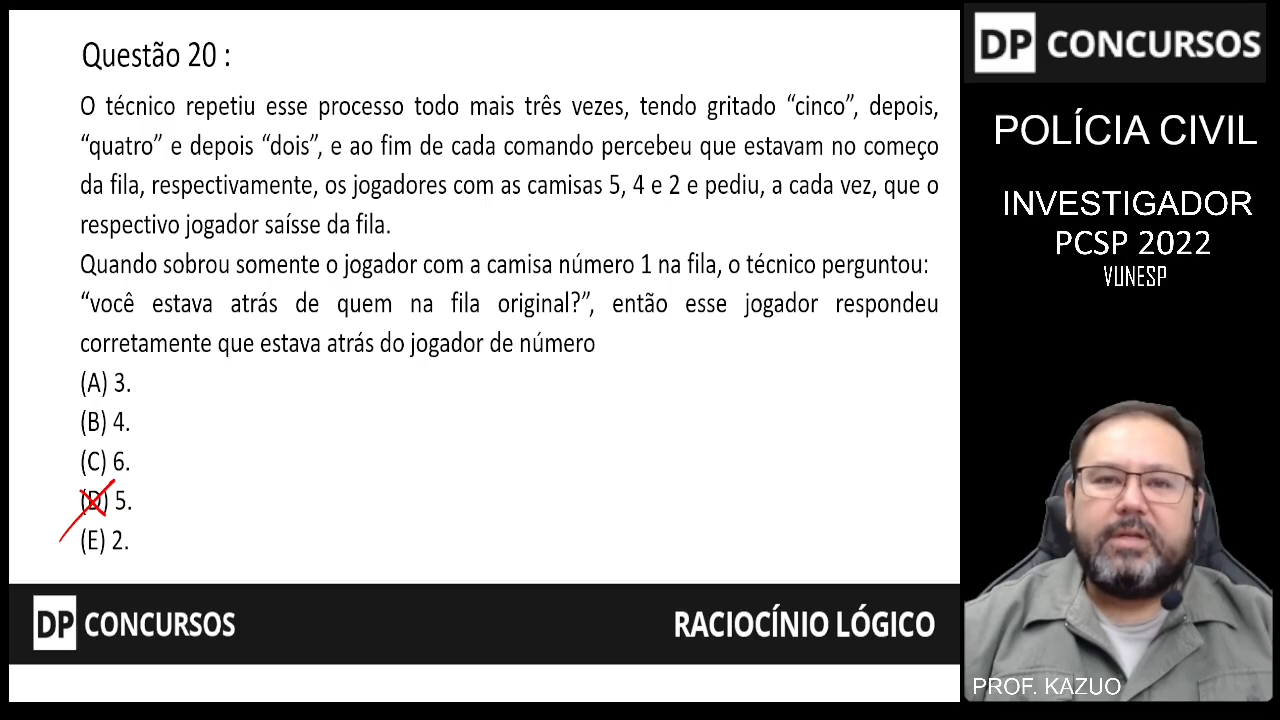 Questão 20 :
O técnico repetiu esse processo todo mais três vezes, tendo gritado “cinco”, depois,
“quatro” e depois “dois”, e ao fim de cada comando percebeu que estavam no começo
da fila, respectivamente, os jogadores com as camisas 5, 4 e 2 e pediu, a cada vez, que o
respectivo jogador saísse da fila.
Quando sobrou somente o jogador com a camisa número 1 na fila, o técnico perguntou:
“você estava atrás de quem na fila original?”, então esse jogador respondeu
corretamente que estava atrás do jogador de número
(A) 3.
(B) 4.
(C) 6.
(D) 5.
(E) 2.
DP CONCURSOS
RACIOCÍNIO LÓGICO
DP CONCURSOS
POLÍCIA CIVIL
INVESTIGADOR
PCSP 2022
VUNESP
PROF. KAZUO